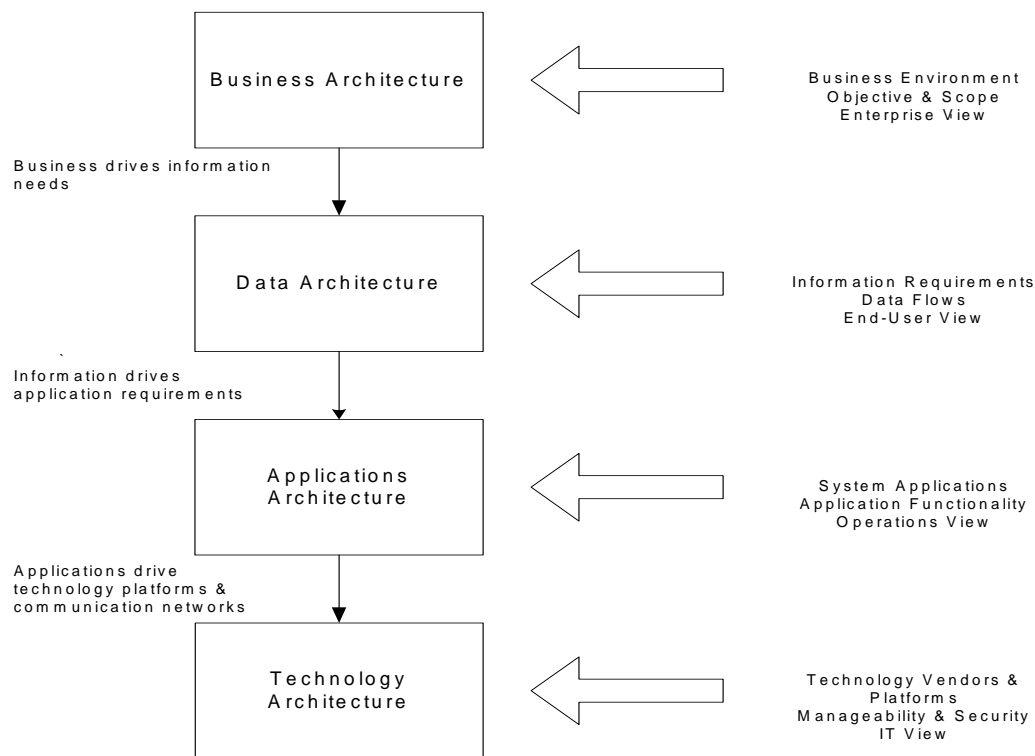 Business Architecture
Business Environment
Objective & Scope
Enterprise View
Business drives information
needs
Data Architecture
Information Requirements
Data Flows
End-User View
`
Information drives
application requirements
Applications
Architecture
System Applications
Application Functionality
Operations View
Applications drive
technology platforms &
communication networks
Technology
Architecture
Technology Vendors &
Platforms
Manageability & Security
IT View